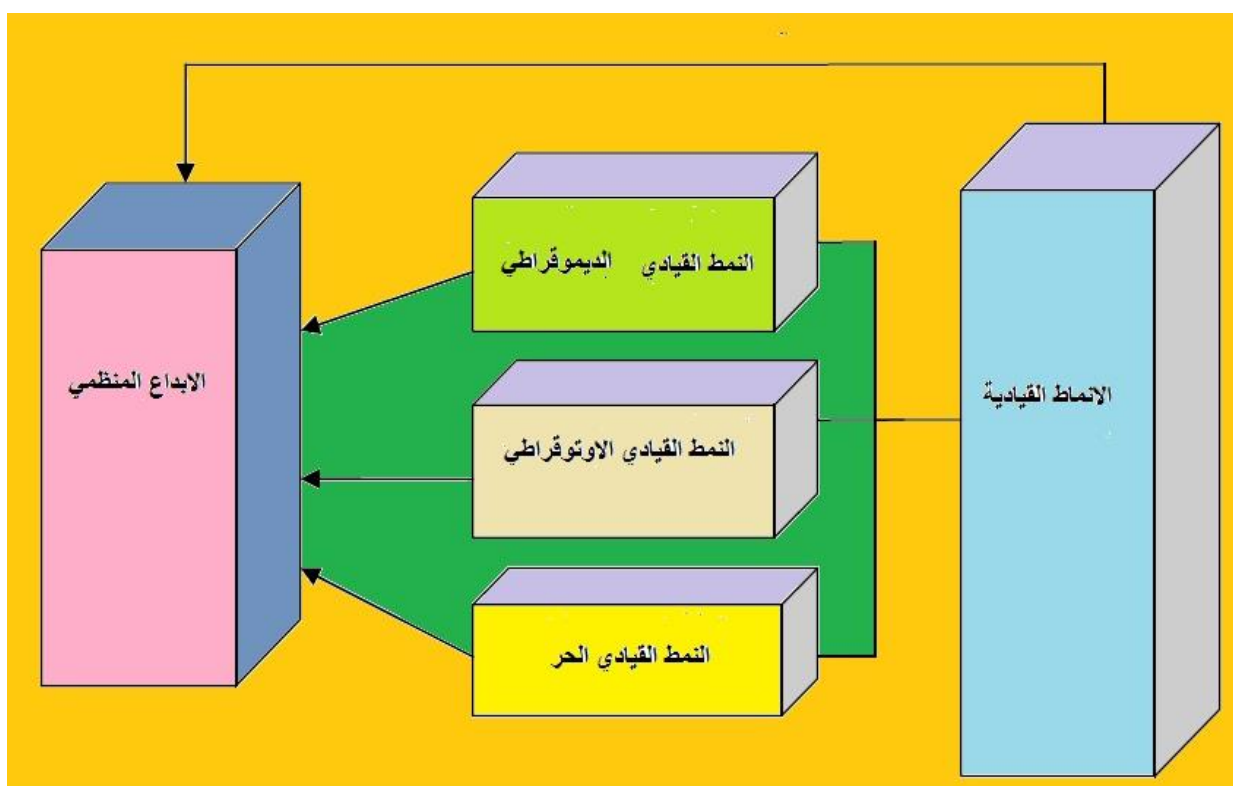 الانماط القيادية
النمط القيادي الديموقراطي
النمط القيادي الاوتوقراطي
النمط القيادي الحر
الابداع المنظمي